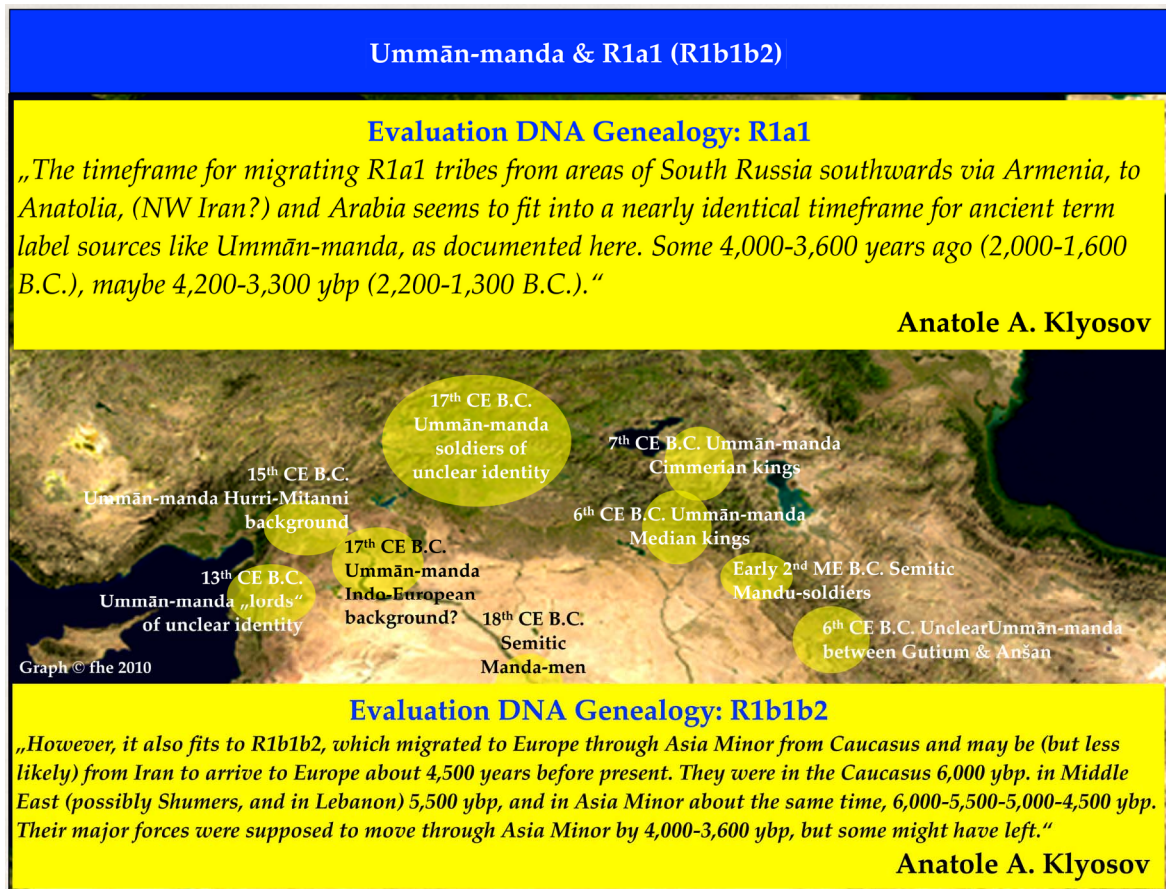 Ummān-manda & R1a1 (R1b1b2)
Evaluation DNA Genealogy: R1a1
„The timeframe for migrating R1a1 tribes from areas of South Russia southwards via Armenia, to
Anatolia, (NW Iran?) and Arabia seems to fit into a nearly identical timeframe for ancient term
label sources like Ummān-manda, as documented here. Some 4,000-3,600 years ago (2,000-1,600
B.C.), maybe 4,200-3,300 ybp (2,200-1,300 B.C.).“
Anatole A. Klyosov
17th CE B.C.
Ummān-manda
soldiers of
unclear identity
7th CE B.C. Ummān-manda
Cimmerian kings
15th CE B.C.
Ummān-manda Hurri-Mitanni
background
6th CE B.C. Ummān-manda
Median kings
17th CE B.C.
Ummān-manda
Indo-European
background?
13th CE B.C.
Ummān-manda „lords“
of unclear identity
Early 2nd ME B.C. Semitic
Mandu-soldiers
18th CE B.C.
Semitic
Manda-men
6th CE B.C. UnclearUmmān-manda
between Gutium & Anšan
Graph © fhe 2010
Evaluation DNA Genealogy: R1b1b2
„However, it also fits to R1b1b2, which migrated to Europe through Asia Minor from Caucasus and may be (but less
likely) from Iran to arrive to Europe about 4,500 years before present. They were in the Caucasus 6,000 ybp. in Middle
East (possibly Shumers, and in Lebanon) 5,500 ybp, and in Asia Minor about the same time, 6,000-5,500-5,000-4,500 ybp.
Their major forces were supposed to move through Asia Minor by 4,000-3,600 ybp, but some might have left.“
Anatole A. Klyosov